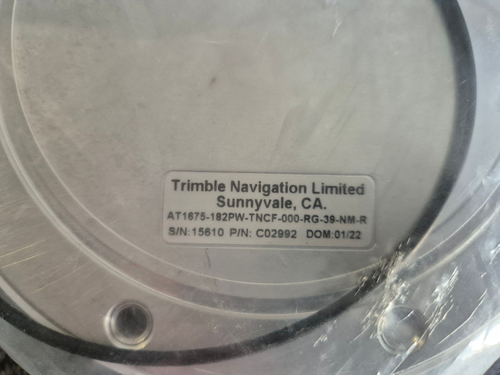 Trimble Navigation Limited
Sunnyvale, CA.
AT1675-182PW-TNCF-000-RG-39-NM-R
S/N:15610 P/N: C02992 DOM:01/22